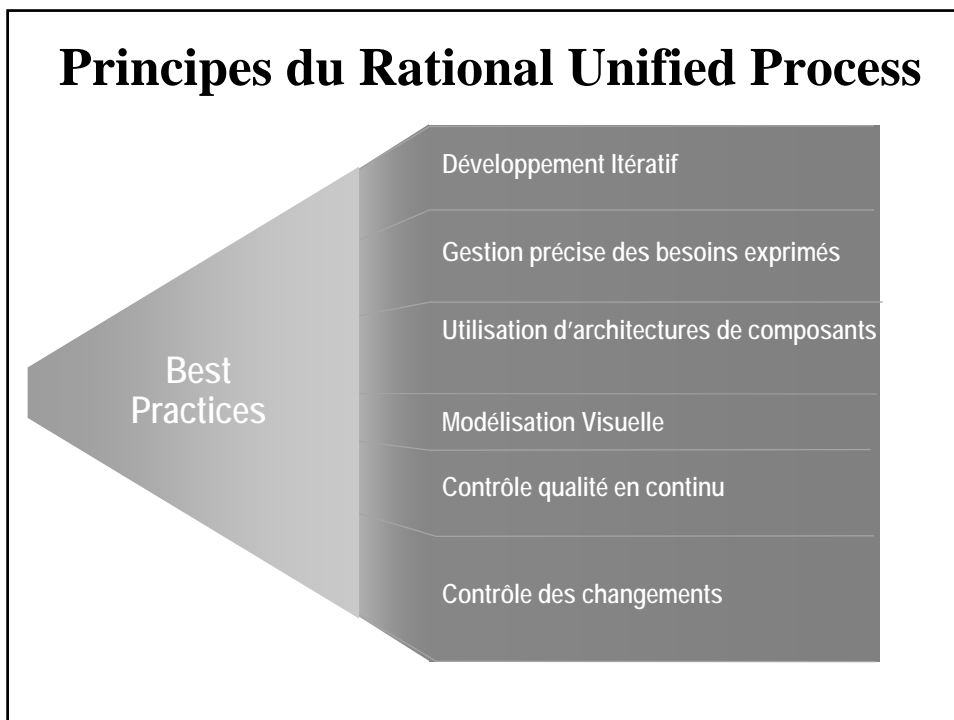 Principes du Rational Unified Process
Développement Itératif
Gestion précise des besoins exprimés
Utilisation d’architectures de composants
Best
Practices
Modélisation Visuelle
Contrôle qualité en continu
Contrôle des changements